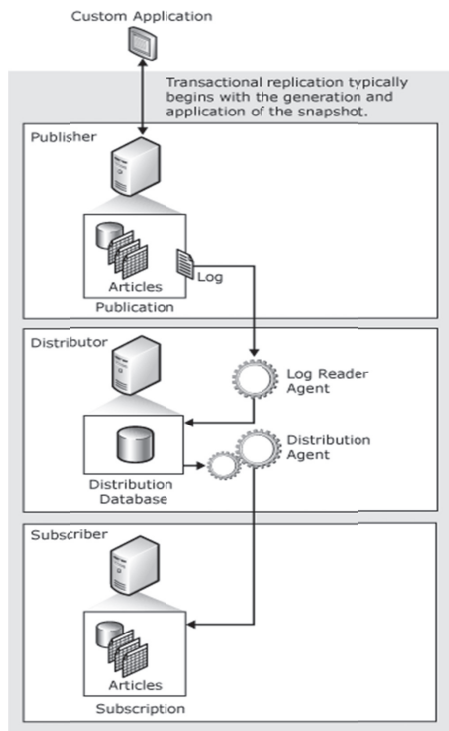 Custom Application
Transactional replication typically
begins with the generation and
application of the snapshot.
Publisher
Articles
Log
Publication
Distributor
Log Reader
Agent
Distribution
Agent
Distribution
Database
Subscriber
Articles
Subscription